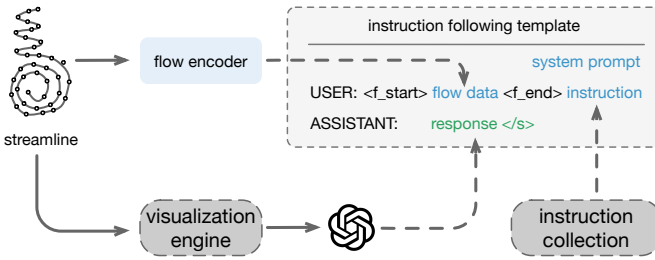 instruction following template
system prompt
flow encoder
USER: <f_start> flow data <f_end> instruction
ASSISTANT: response </s>
streamline
visualization
engine
instruction
collection